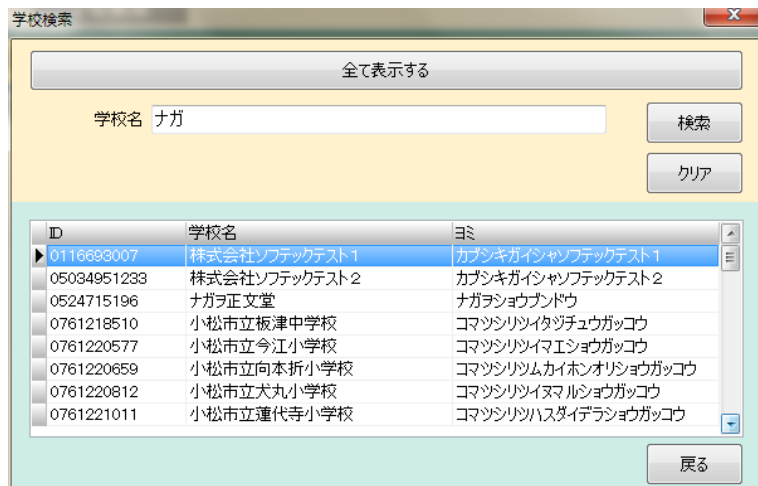 学校検索
全て表示する
学校名 ナガ 検索
クリア
ID 学校名 ヨミ
0116693007 株式会社ソフテックテスト1 カブシキガイシャソフテックテスト1
05034951233 株式会社ソフテックテスト2 カブシキガイシャソフテックテスト2
0524715196 ナガヲ正文堂 ナガヲショウブンドウ
0761218510 小松市立板津中学校 コマツシリツイタヅチュウガッコウ
0761220577 小松市立今江小学校 コマツシリツイマエショウガッコウ
0761220659 小松市立向本折小学校 コマツシリツムカイホンオリショウガッコウ
0761220812 小松市立犬丸小学校 コマツシリツイヌマルショウガッコウ
0761221011 小松市立蓮代寺小学校 コマツシリツハスダイデラショウガッコウ
戻る